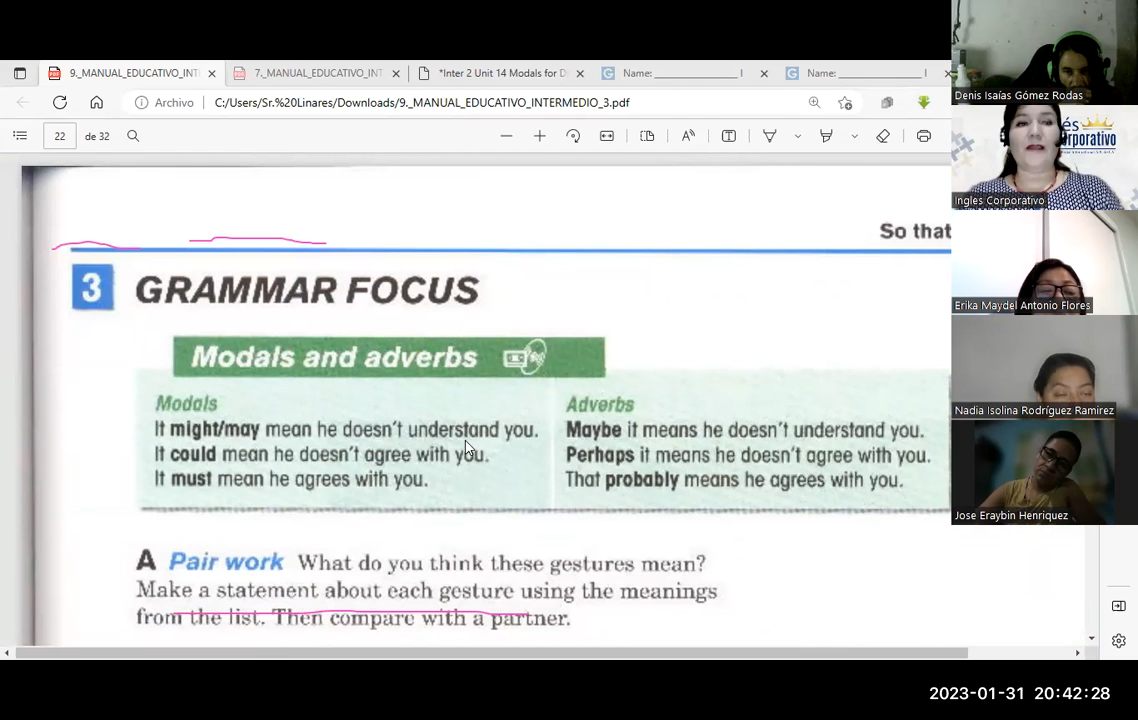 9._MANUAL_EDUCATIVO_INT
7._MANUAL_EDUCATIVO_INT
*Inter 2 Unit 14 Modals for D
Name: ______________ I
Name: ______________ I
Archivo
C:/Users/Sr.%20Linares/Downloads/9._MANUAL_EDUCATIVO_INTERMEDIO_3.pdf
22
de 32
So that
3 GRAMMAR FOCUS
Modals and adverbs
Modals
It might/may mean he doesn't understand you.
It could mean he doesn't agree with you.
It must mean he agrees with you.
Adverbs
Maybe it means he doesn't understand you.
Perhaps it means he doesn't agree with you.
That probably means he agrees with you.
A Pair work What do you think these gestures mean?
Make a statement about each gesture using the meanings
from the list. Then compare with a partner.
Denis Isaías Gómez Rodas
és
orporativo
Ingles Corporativo
Erika Maydel Antonio Flores
Nadia Isolina Rodríguez Ramirez
Jose Eraybin Henriquez
2023-01-31 20:42:28